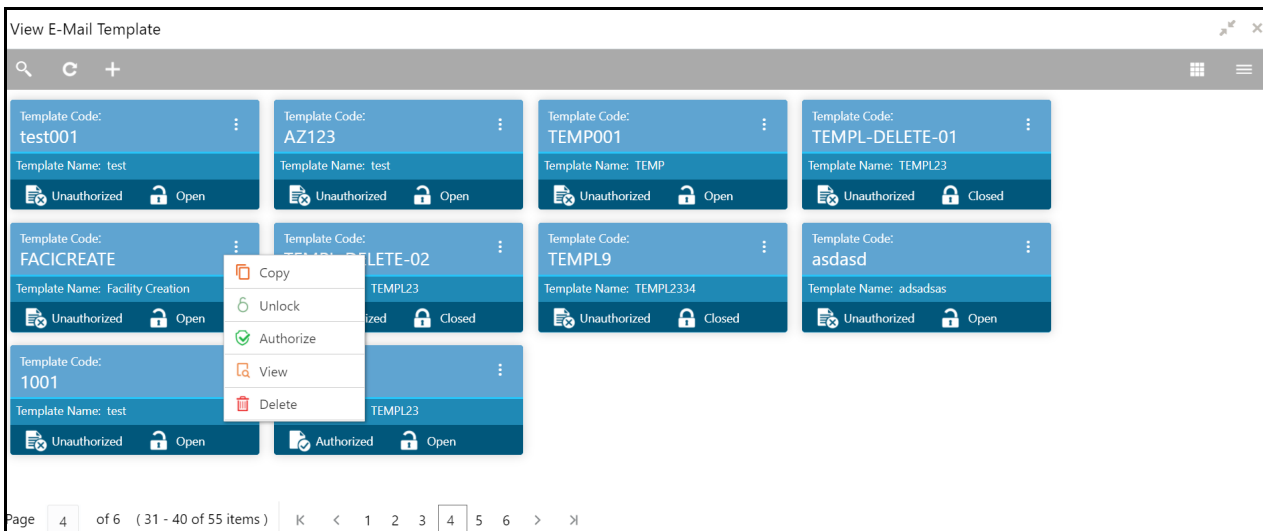 View E-Mail Template
Template Code:
test001
Template Name: test
Unauthorized Open
Template Code:
AZ123
Template Name: test
Unauthorized Open
Template Code:
TEMP001
Template Name: TEMP
Unauthorized Open
Template Code:
TEMPL-DELETE-01
Template Name: TEMPL23
Unauthorized Closed
Template Code:
FACICREATE
Template Name: Facility Creation
Unauthorized Open
Copy
Unlock
Authorize
View
Delete
Template Code:
TEMPL-DELETE-02
TEMPL23
Closed
Template Code:
TEMPL9
Template Name: TEMPL2334
Unauthorized Closed
Template Code:
asdasd
Template Name: adsadsas
Unauthorized Open
Template Code:
1001
Template Name: test
Unauthorized Open
TEMPL23
Authorized Open
Page 4 of 6 ( 31 - 40 of 55 items ) 1 2 3 4 5 6